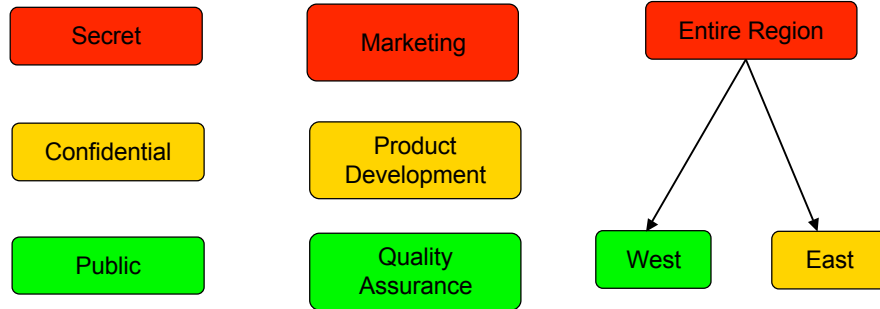 Secret
Marketing
Entire Region
Confidential
Product
Development
Public
Quality
Assurance
West
East